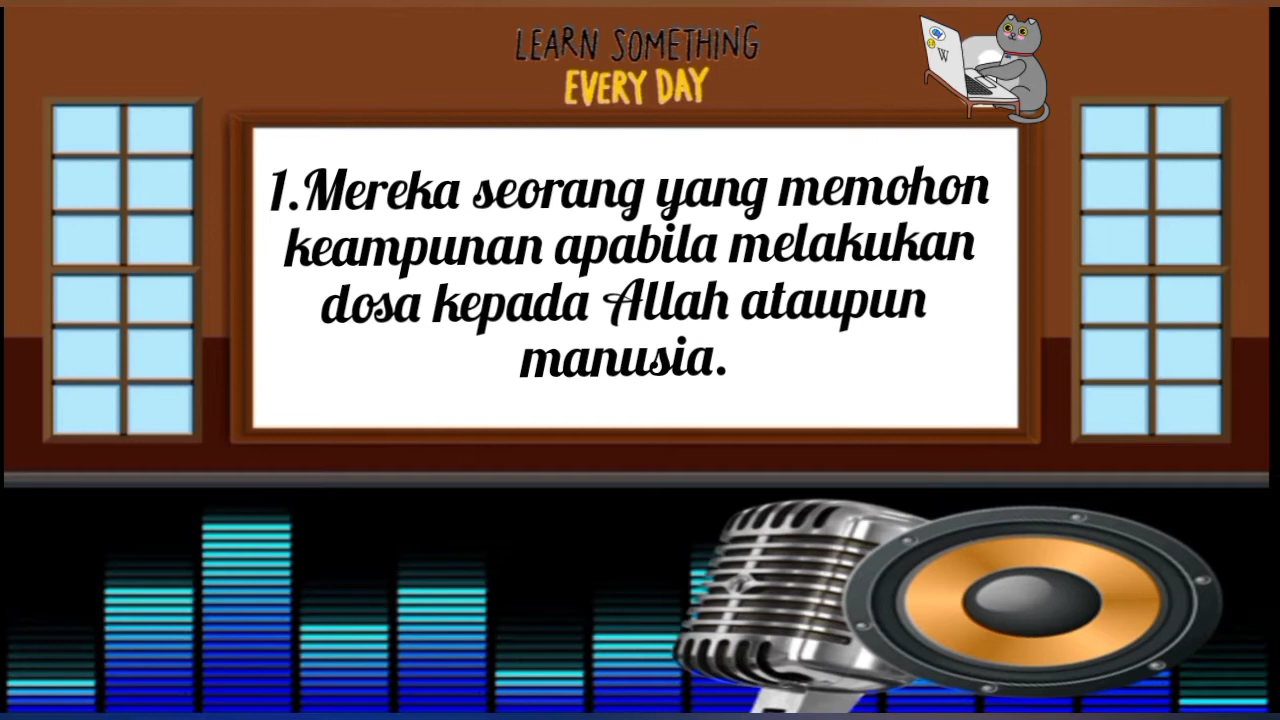 LEARN SOMETHING
EVERY DAY
W
1.Mereka seorang yang memohon
keampunan apabila melakukan
dosa kepada Allah ataupun
manusia.